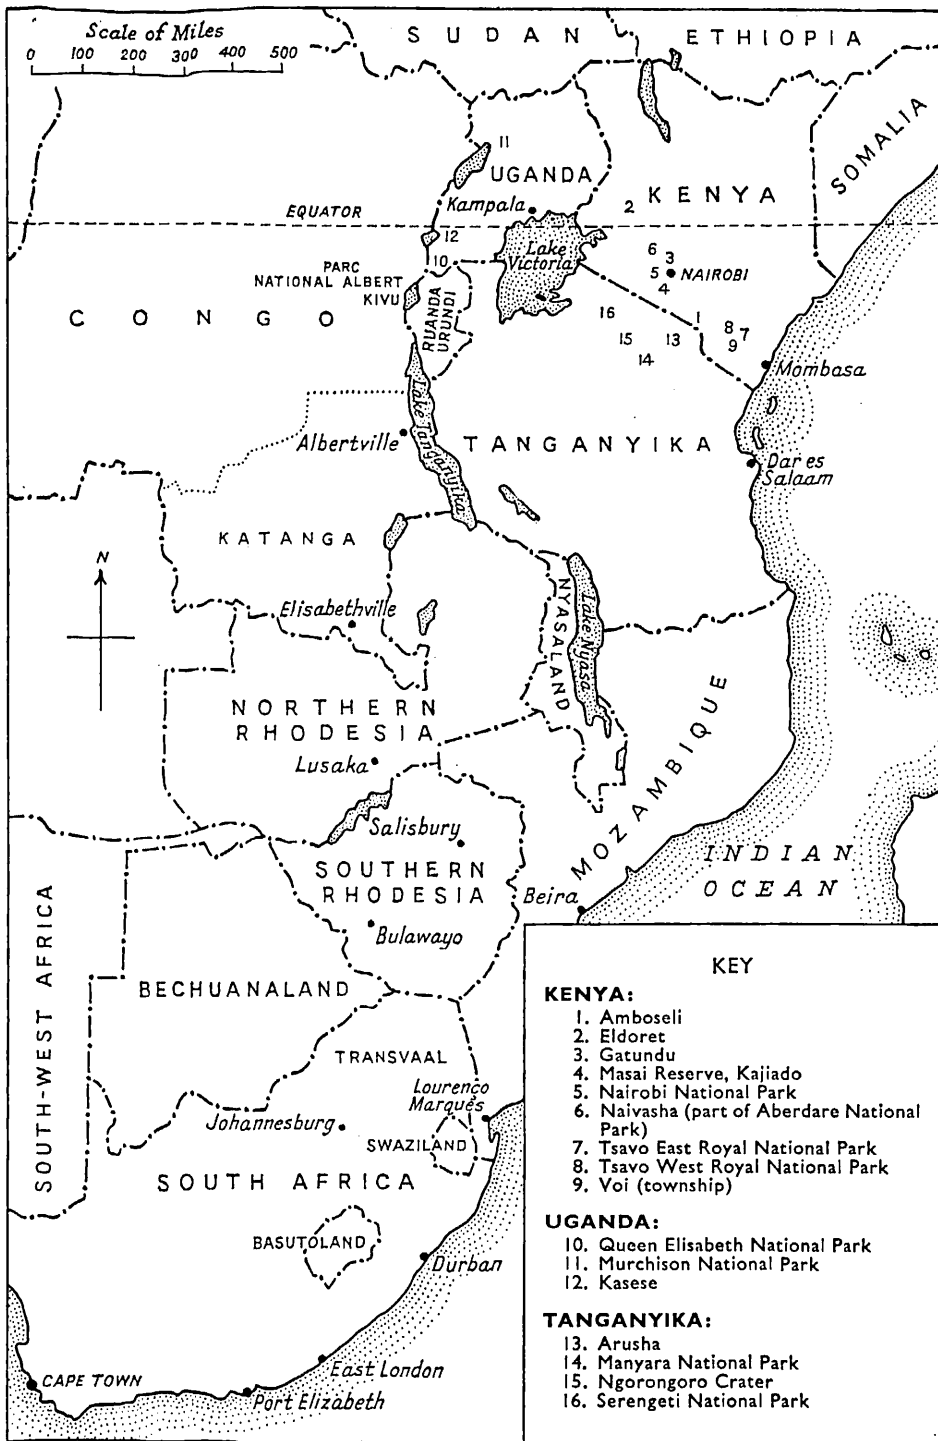 Scale of Miles
0 100 200 300 400 500
SUDAN
ETHIOPIA
SOMALIA
11
UGANDA
KENYA
Kampala
2
EQUATOR
12
Lake
Victoria
6
3
10
5
NAIROBI
4
PARC
NATIONAL ALBERT
KIVU
CONGO
RUANDA
URUNDI
16
1
15
13
8
7
9
14
Mombasa
Lake Tanganyika
Albertville
TANGANYIKA
Dar es
Salaam
KATANGA
N
Elisabethville
NYASALAND
Lake Nyasa
NORTHERN
RHODESIA
Lusaka
MOZAMBIQUE
Salisbury
SOUTHERN
RHODESIA
INDIAN
OCEAN
Beira
Bulawayo
SOUTH-WEST AFRICA
BECHUANALAND
TRANSVAAL
Lourenco
Marques
Johannesburg
SWAZILAND
SOUTH AFRICA
BASUTOLAND
Durban
East London
CAPE TOWN
Port Elizabeth
KEY
KENYA:
1. Amboseli
2. Eldoret
3. Gatundu
4. Masai Reserve, Kajiado
5. Nairobi National Park
6. Naivasha (part of Aberdare National
Park)
7. Tsavo East Royal National Park
8. Tsavo West Royal National Park
9. Voi (township)
UGANDA:
10. Queen Elisabeth National Park
11. Murchison National Park
12. Kasese
TANGANYIKA:
13. Arusha
14. Manyara National Park
15. Ngorongoro Crater
16. Serengeti National Park